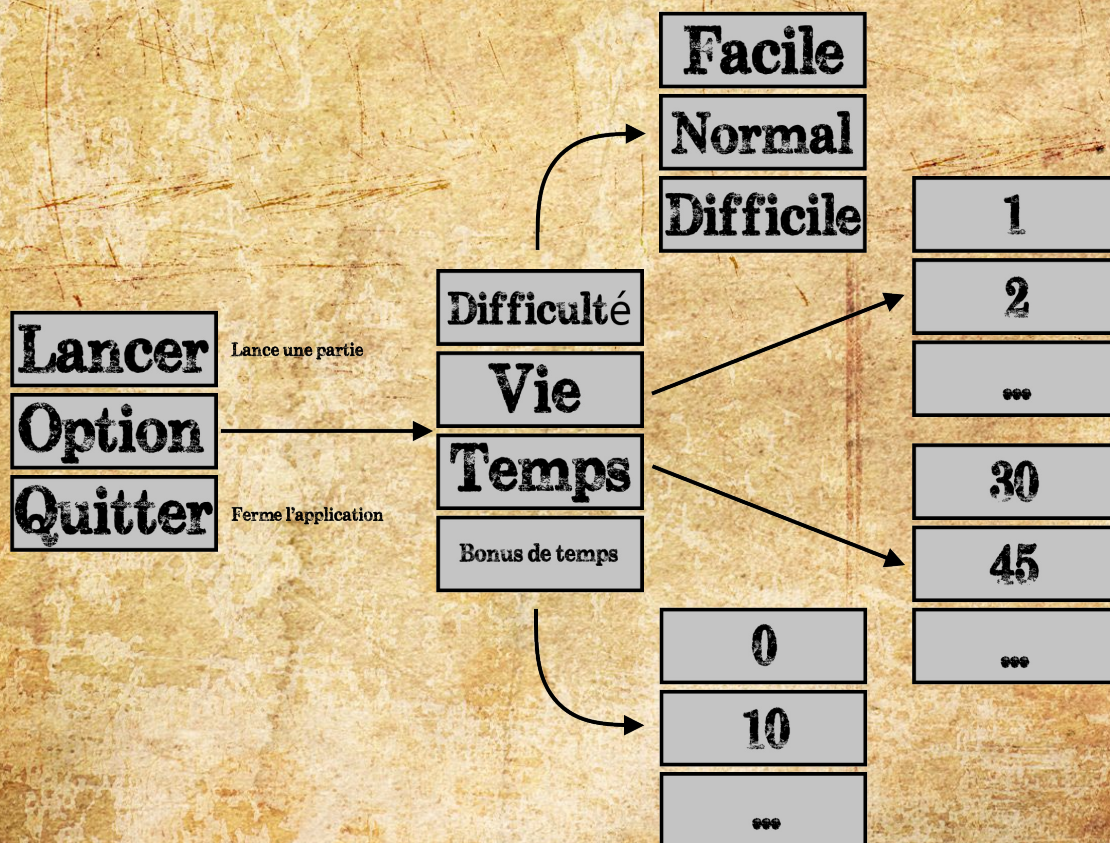 Facile
Normal
Difficile
1
2
...
Difficulté
Vie
Temps
Bonus de temps
Lancer
Lance une partie
Option
Quitter
Ferme l'application
30
45
...
0
10
...